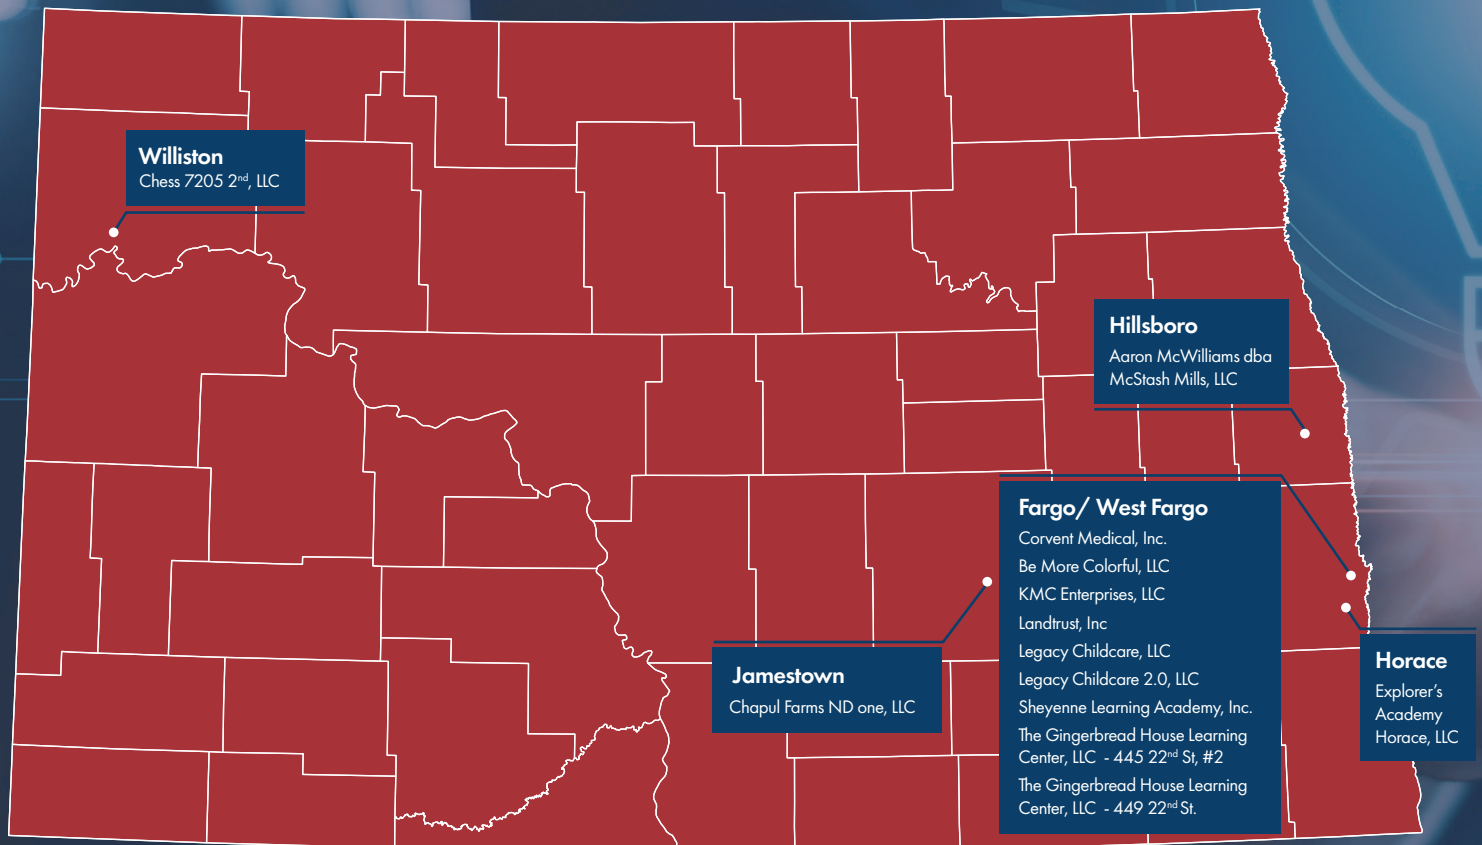 Williston
Chess 7205 2nd, LLC
Hillsboro
Aaron McWilliams dba
McStash Mills, LLC
Fargo/ West Fargo
Corvent Medical, Inc.
Be More Colorful, LLC
KMC Enterprises, LLC
Landtrust, Inc
Legacy Childcare, LLC
Legacy Childcare 2.0, LLC
Sheyenne Learning Academy, Inc.
The Gingerbread House Learning
Center, LLC - 445 22nd St, #2
The Gingerbread House Learning
Center, LLC - 449 22nd St.
Jamestown
Chapul Farms ND one, LLC
Horace
Explorer’s
Academy
Horace, LLC